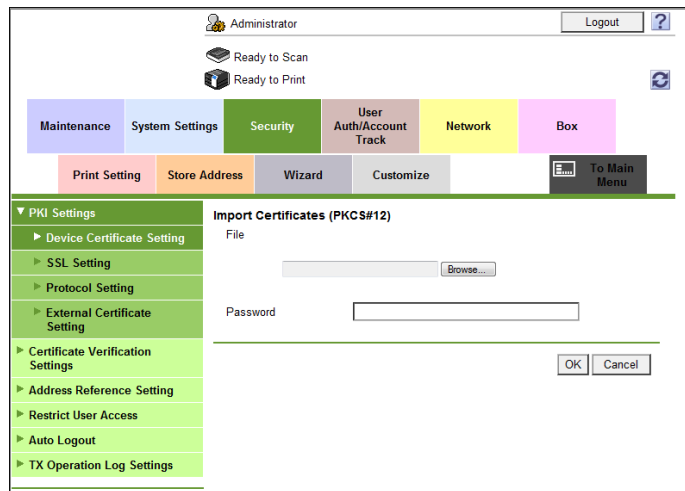 Administrator
Logout
?
Ready to Scan
Ready to Print
Maintenance
System Settings
Security
User
Auth/Account
Track
Network
Box
Print Setting
Store Address
Wizard
Customize
To Main
Menu
PKI Settings
Device Certificate Setting
SSL Setting
Protocol Setting
External Certificate
Setting
Certificate Verification
Settings
Address Reference Setting
Restrict User Access
Auto Logout
TX Operation Log Settings
Import Certificates (PKCS#12)
File
Browse...
Password
OK
Cancel